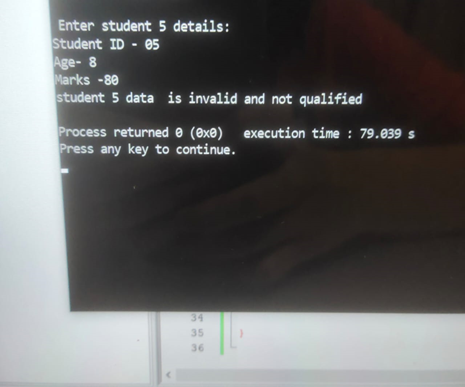 Enter student 5 details:
Student ID - 05
Age- 8
Marks -80
student 5 data  is invalid and not qualified
Process returned 0 (0x0)   execution time : 79.039 s
Press any key to continue.
34
35 }
36